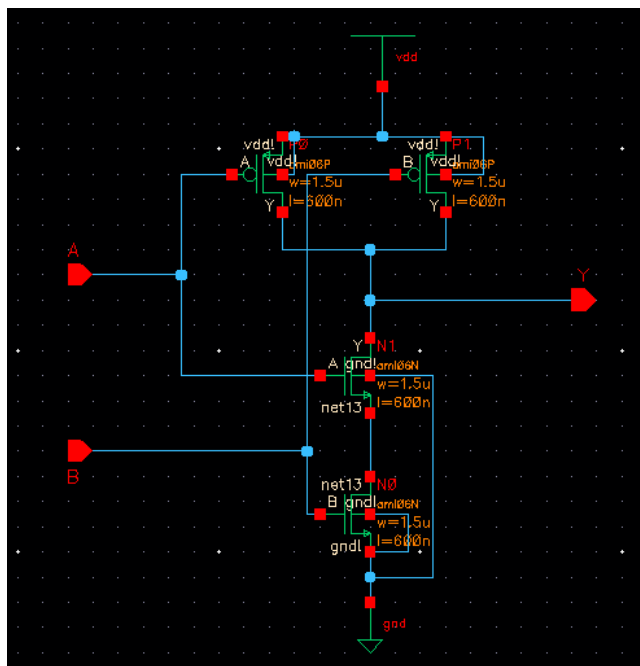 vdd
vdd! P0
A vdd! ami06P
w=1.5u
l=600n
Y
vdd! P1
B vdd! ami06P
w=1.5u
l=600n
Y
A
Y
Y N1
A gnd! ami06N
w=1.5u
l=600n
net13
B
net13 N0
B gnd! ami06N
w=1.5u
l=600n
gnd!
gnd